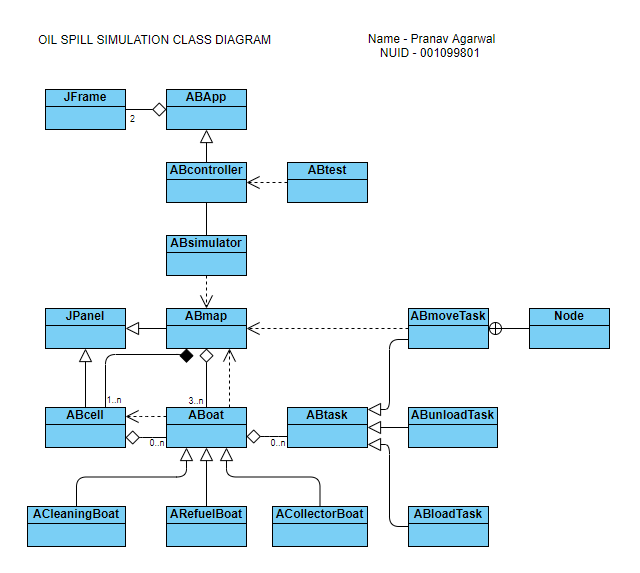 OIL SPILL SIMULATION CLASS DIAGRAM
Name - Pranav Agarwal
NUID - 001099801
JFrame
ABApp
2
ABcontroller
ABtest
ABsimulator
JPanel
ABmap
ABmoveTask
Node
1..n
3..n
ABcell
ABoat
ABtask
ABunloadTask
0..n
0..n
ACleaningBoat
ARefuelBoat
ACollectorBoat
ABloadTask